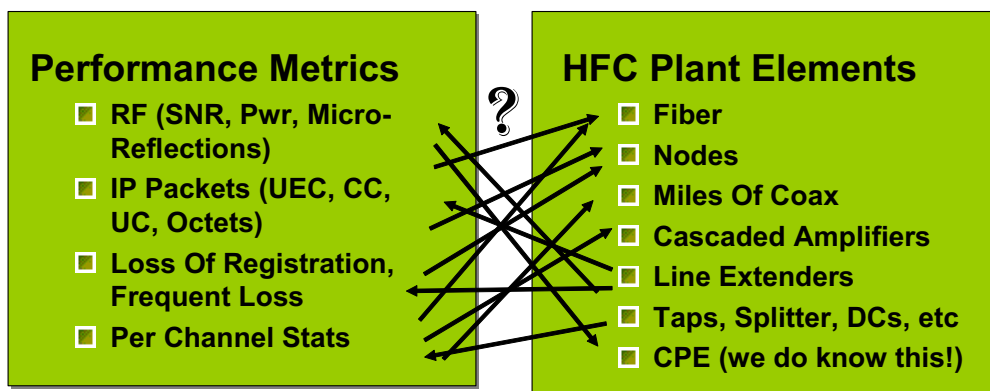 Performance Metrics
RF (SNR, Pwr, Micro-
Reflections)
IP Packets (UEC, CC,
UC, Octets)
Loss Of Registration,
Frequent Loss
Per Channel Stats
?
HFC Plant Elements
Fiber
Nodes
Miles Of Coax
Cascaded Amplifiers
Line Extenders
Taps, Splitter, DCs, etc
CPE (we do know this!)